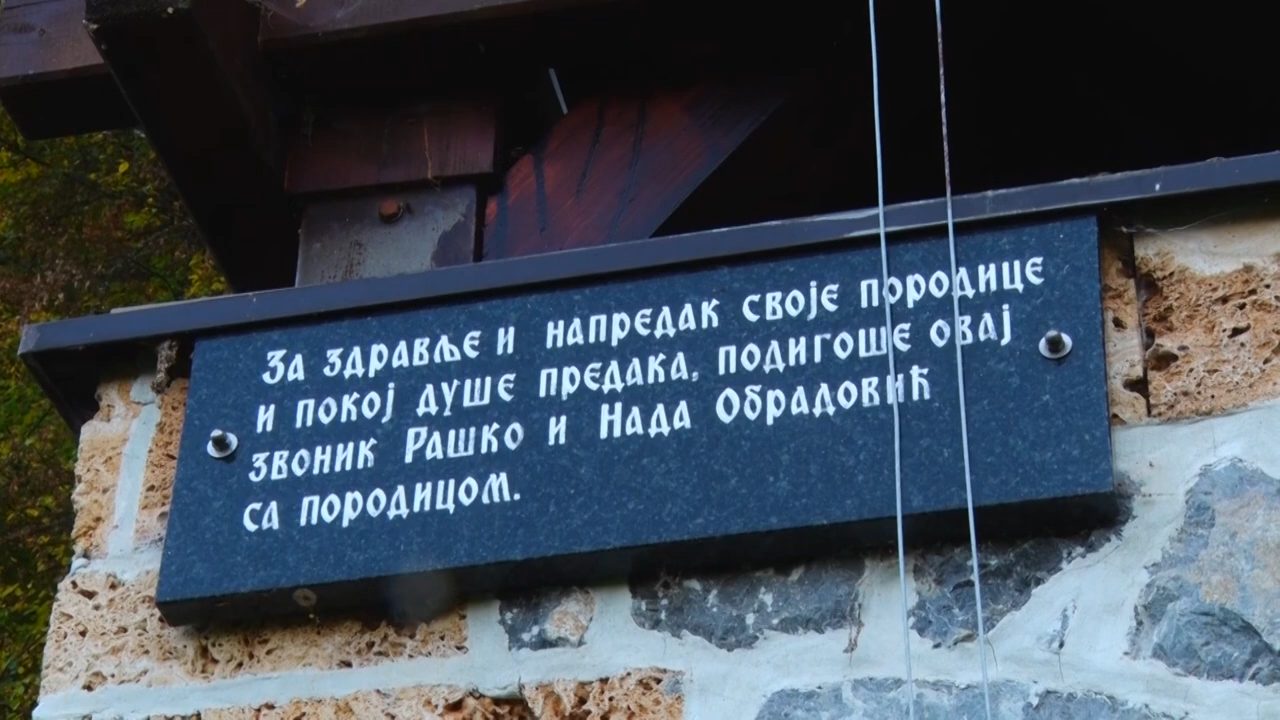 За здравље и напредак своје породице
и покој душе предака, подигоше овај
звоник Рашко и Нада Обрадовић
са породицом.